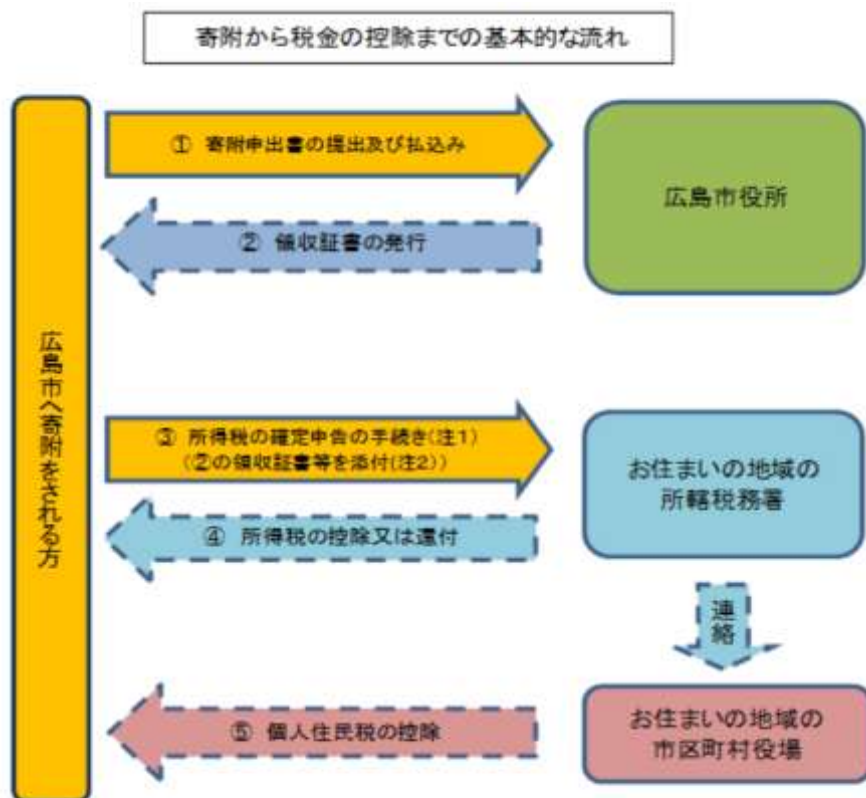 寄附から税金の控除までの基本的な流れ
広島市へ寄附をされる方
① 寄附申出書の提出及び払込み
広島市役所
② 領収証書の発行
③ 所得税の確定申告の手続き(注1)
(②の領収証書等を添付(注2))
お住まいの地域の
所轄税務署
④ 所得税の控除又は還付
連絡
⑤ 個人住民税の控除
お住まいの地域の
市区町村役場